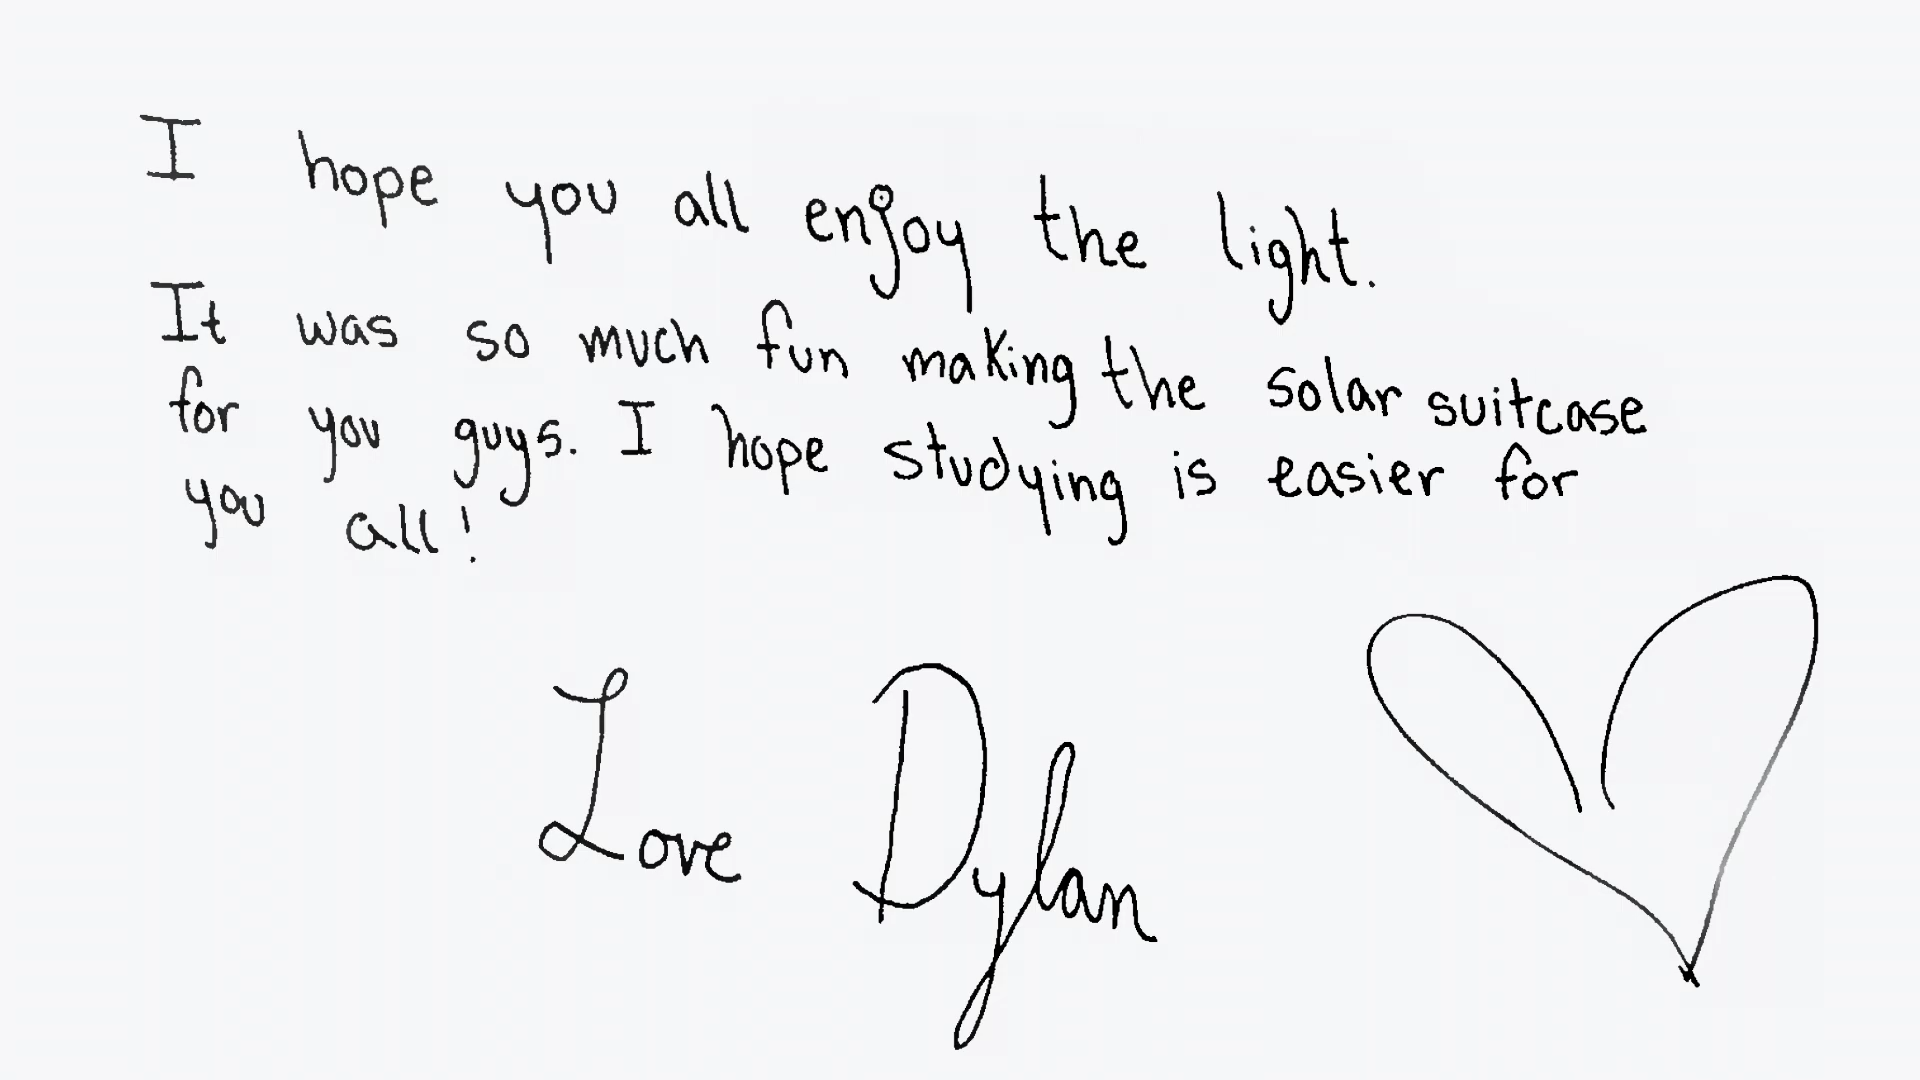 I hope you all enjoy the light.
It was so much fun making the solar suitcase
for you guys. I hope studying is easier for
you all!
Love Dylan